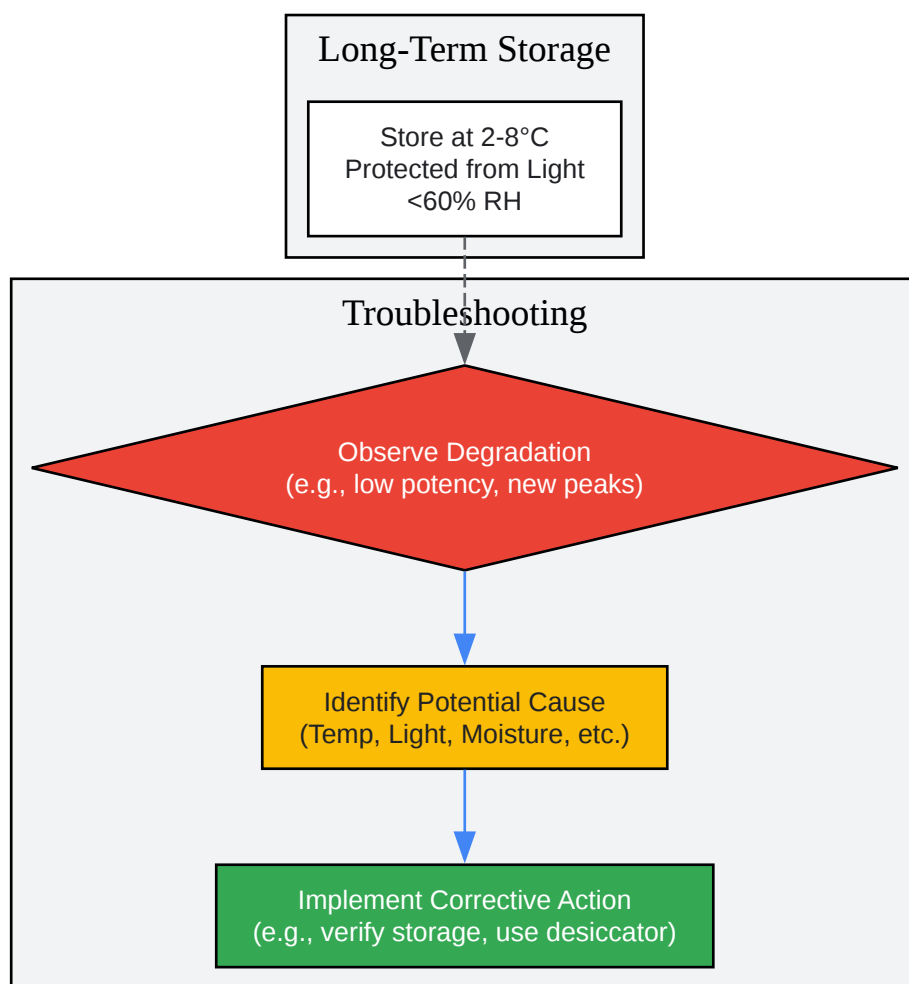 Long-Term Storage
Store at 2-8°C
Protected from Light
<60% RH
Troubleshooting
Observe Degradation
(e.g., low potency, new peaks)
Identify Potential Cause
(Temp, Light, Moisture, etc.)
Implement Corrective Action
(e.g., verify storage, use desiccator)